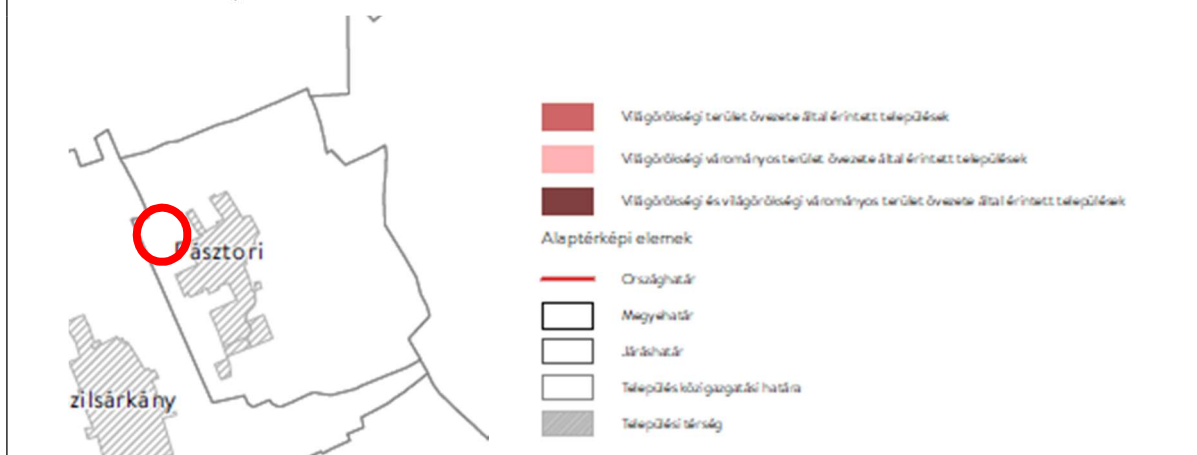 Pásztori
zilsárkány
Világörökségi terület övezete által érintett települések
Világörökségi várományos terület övezete által érintett települések
Világörökségi és világörökségi várományos terület övezete által érintett települések
Alaptérképi elemek
Országhatár
Megyehatár
Járáshatár
Település közigazgatási határa
Települési térség